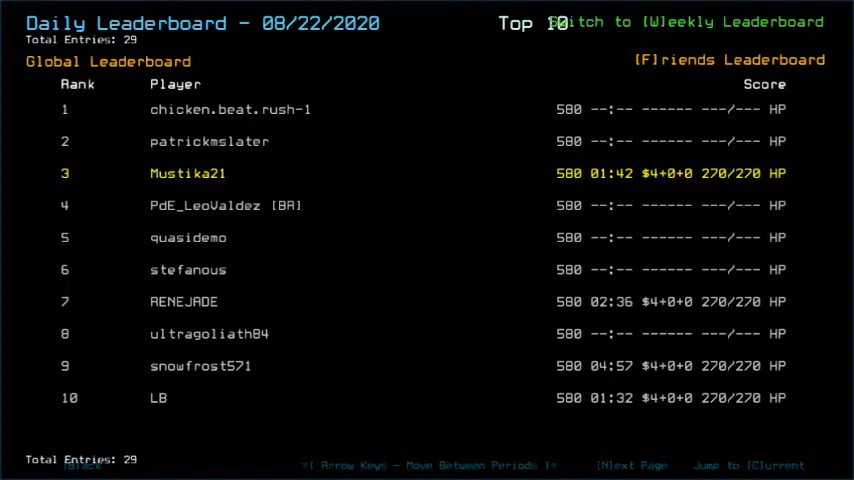 Daily Leaderboard - 08/22/2020 Top 10 Switch to [W]eekly Leaderboard
Total Entries: 29
Global Leaderboard [F]riends Leaderboard
Rank Player Score
1 chicken.beat.rush-1 580 --:-- ------ ---/--- HP
2 patrickmslater 580 --:-- ------ ---/--- HP
3 Mustika21 580 01:42 $4+0+0 270/270 HP
4 PdE_LeoValdez [BA] 580 --:-- ------ ---/--- HP
5 quasidemo 580 --:-- ------ ---/--- HP
6 stefanous 580 --:-- ------ ---/--- HP
7 RENEJADE 580 02:36 $4+0+0 270/270 HP
8 ultragoliath84 580 --:-- ------ ---/--- HP
9 snowfrost571 580 04:57 $4+0+0 270/270 HP
10 LB 580 01:32 $4+0+0 270/270 HP
Total Entries: 29
[B]ack =[ Arrow Keys - Move Between Periods ]= [N]ext Page Jump to [C]urrent